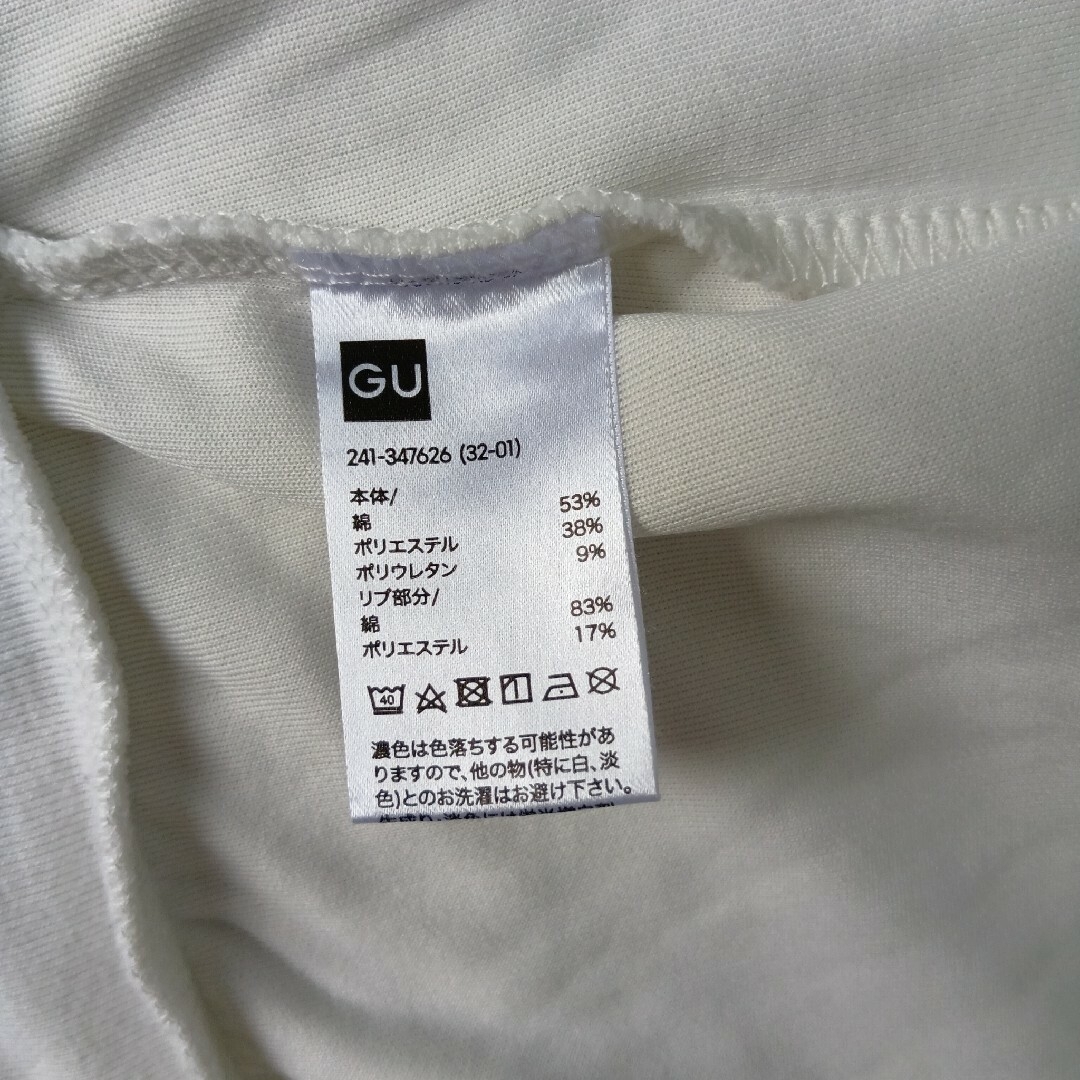 GU
241-347626 (32-01)
本体/
綿 53%
ポリエステル 38%
ポリウレタン 9%
リブ部分/
綿 83%
ポリエステル 17%
40
濃色は色落ちする可能性があ
りますので、他の物(特に白、淡
色)とのお洗濯はお避け下さい。